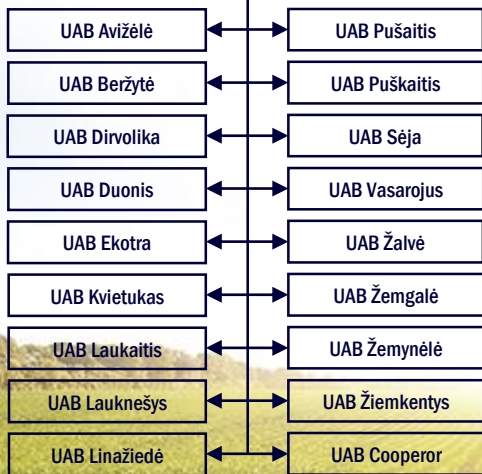 UAB Avižėlė
UAB Pušaitis
UAB Beržytė
UAB Puškaitis
UAB Dirvolika
UAB Sėja
UAB Duonis
UAB Vasarojus
UAB Ekotra
UAB Žalvė
UAB Kvietukas
UAB Žemgalė
UAB Laukaitis
UAB Žemynėlė
UAB Lauknešys
UAB Žiemkentys
UAB Linažiedė
UAB Cooperor